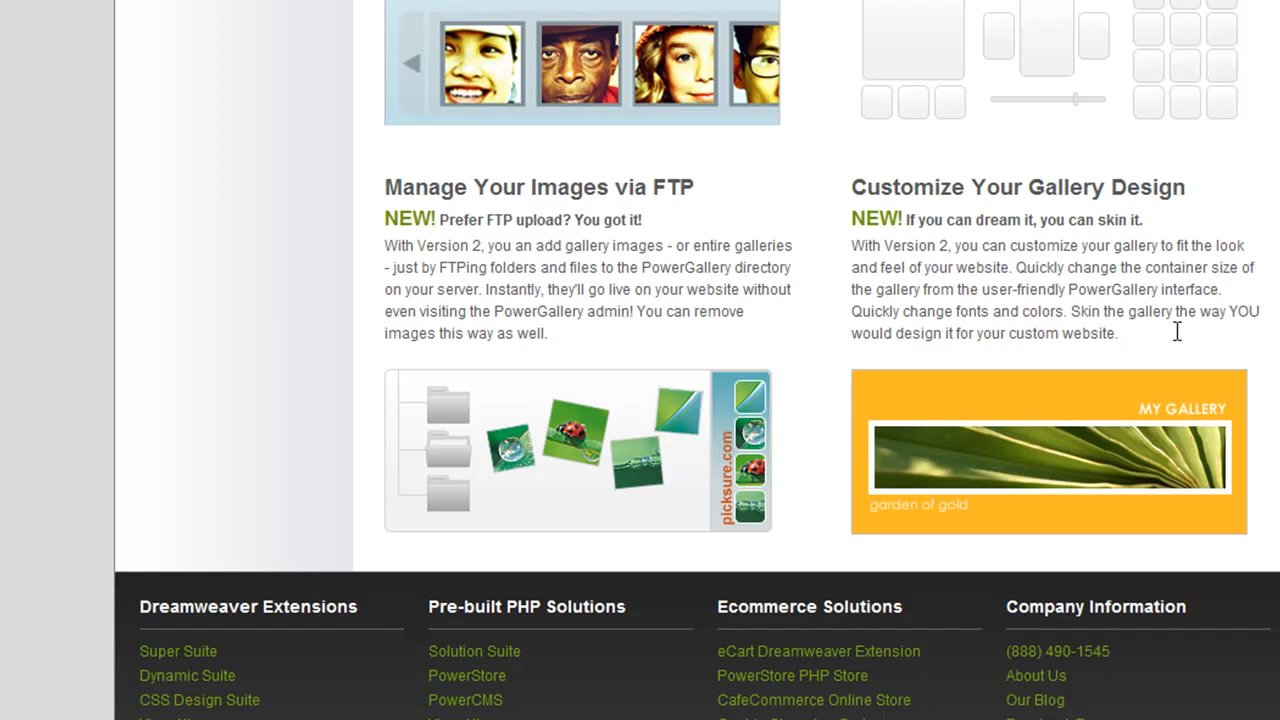 Manage Your Images via FTP
NEW! Prefer FTP upload? You got it!
With Version 2, you an add gallery images - or entire galleries
- just by FTPing folders and files to the PowerGallery directory
on your server. Instantly, they'll go live on your website without
even visiting the PowerGallery admin! You can remove
images this way as well.
picksure.com
Customize Your Gallery Design
NEW! If you can dream it, you can skin it.
With Version 2, you can customize your gallery to fit the look
and feel of your website. Quickly change the container size of
the gallery from the user-friendly PowerGallery interface.
Quickly change fonts and colors. Skin the gallery the way YOU
would design it for your custom website.
MY GALLERY
garden of gold
Dreamweaver Extensions
Super Suite
Dynamic Suite
CSS Design Suite
Pre-built PHP Solutions
Solution Suite
PowerStore
PowerCMS
Ecommerce Solutions
eCart Dreamweaver Extension
PowerStore PHP Store
CafeCommerce Online Store
Company Information
(888) 490-1545
About Us
Our Blog